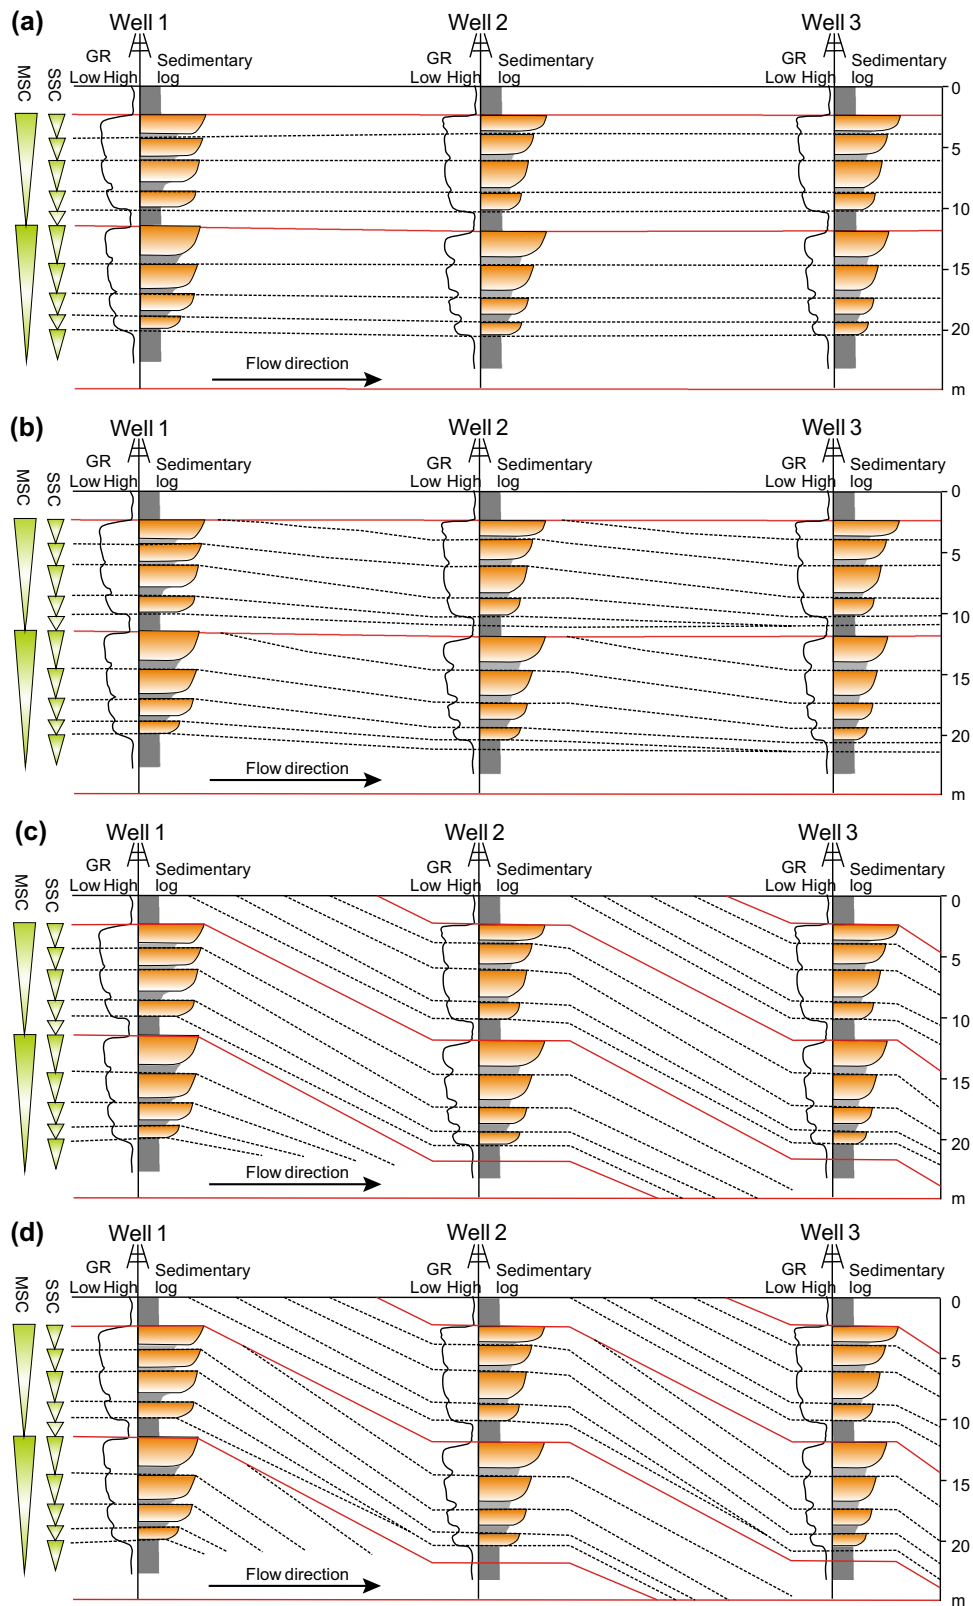 (a)
Well 1 Well 2 Well 3
GR Sedimentary GR Sedimentary GR Sedimentary
MSC SSC Low High log Low High log Low High log
0
5
10
15
20
Flow direction
m
(b)
Well 1 Well 2 Well 3
GR Sedimentary GR Sedimentary GR Sedimentary
MSC SSC Low High log Low High log Low High log
0
5
10
15
20
Flow direction
m
(c)
Well 1 Well 2 Well 3
GR Sedimentary GR Sedimentary GR Sedimentary
MSC SSC Low High log Low High log Low High log
0
5
10
15
20
Flow direction
m
(d)
Well 1 Well 2 Well 3
GR Sedimentary GR Sedimentary GR Sedimentary
MSC SSC Low High log Low High log Low High log
0
5
10
15
20
Flow direction
m